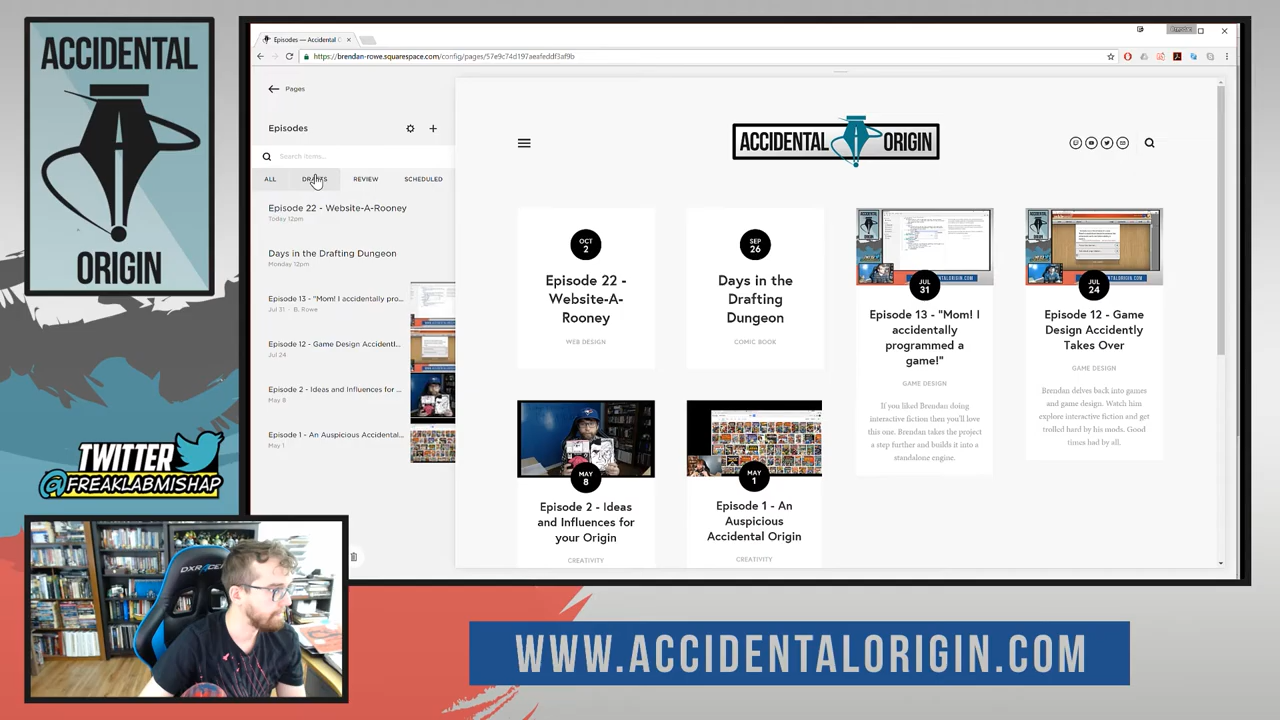 ACCIDENTAL
ORIGIN
TWITTER
@FREAKLABMISHAP
DXRACER
Episodes — Accidental O
https://brendan-rowe.squarespace.com/config/pages/57e9c74d197aeafeddf3af9b
Pages
Episodes
Search items...
ALL
DRAFTS
REVIEW
SCHEDULED
Episode 22 - Website-A-Rooney
Today 12pm
Days in the Drafting Dungeon
Monday 12pm
Episode 13 - "Mom! I accidentally pro...
Jul 31 · B. Rowe
Episode 12 - Game Design Accidentl...
Jul 24
Episode 2 - Ideas and Influences for ...
May 8
Episode 1 - An Auspicious Accidental...
May 1
ACCIDENTAL ORIGIN
OCT
2
Episode 22 -
Website-A-
Rooney
WEB DESIGN
SEP
26
Days in the
Drafting
Dungeon
COMIC BOOK
JUL
31
Episode 13 - "Mom! I
accidentally
programmed a
game!"
GAME DESIGN
If you liked Brendan doing
interactive fiction then you'll love
this one. Brendan takes the project
a step further and builds it into a
standalone engine.
JUL
24
Episode 12 - Game
Design Accidently
Takes Over
GAME DESIGN
Brendan delves back into games
and game design. Watch him
explore interactive fiction and get
trolled hard by his mods. Good
times had by all.
MAY
8
Episode 2 - Ideas
and Influences for
your Origin
CREATIVITY
MAY
1
Episode 1 - An
Auspicious
Accidental Origin
CREATIVITY
WWW.ACCIDENTALORIGIN.COM